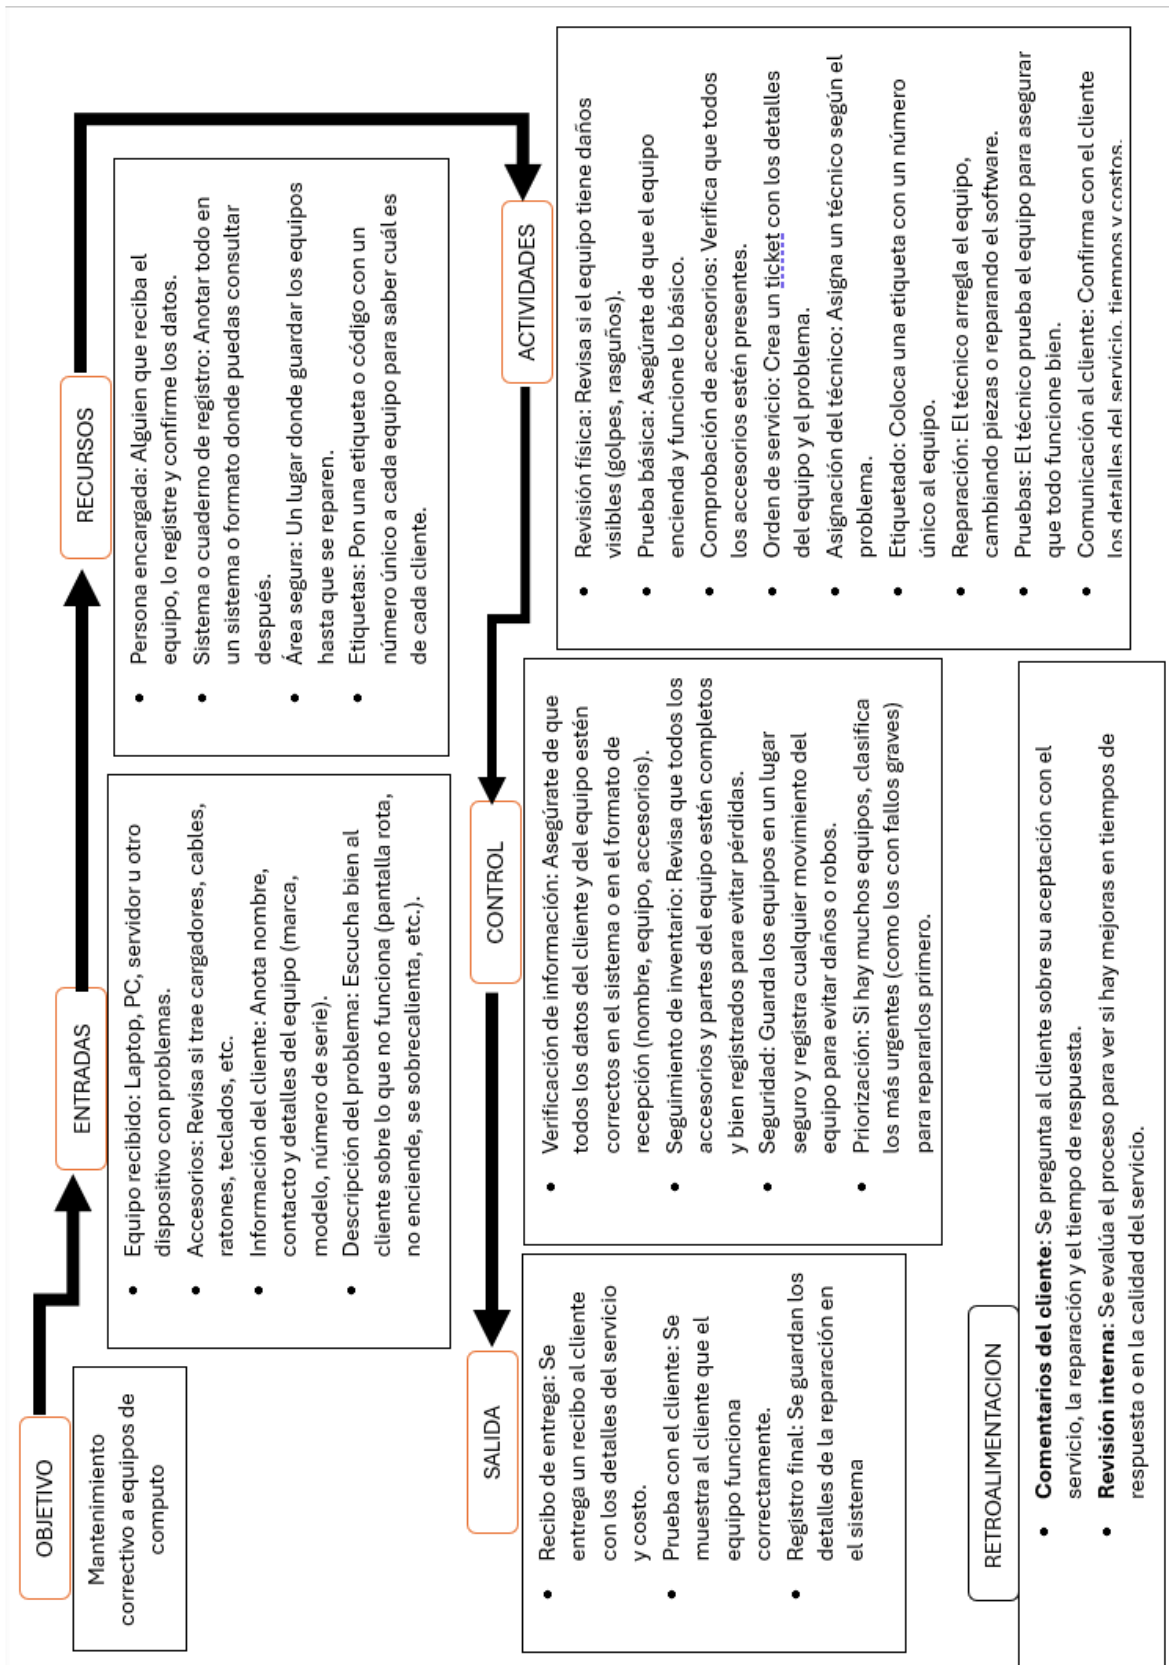 OBJETIVO
Mantenimiento
correctivo a equipos de
computo
ENTRADAS
• Equipo recibido: Laptop, PC, servidor u otro
dispositivo con problemas.
• Accesorios: Revisa si trae cargadores, cables,
ratones, teclados, etc.
• Información del cliente: Anota nombre,
contacto y detalles del equipo (marca,
modelo, número de serie).
• Descripción del problema: Escucha bien al
cliente sobre lo que no funciona (pantalla rota,
no enciende, se sobrecalienta, etc.).
RECURSOS
• Persona encargada: Alguien que reciba el
equipo, lo registre y confirme los datos.
• Sistema o cuaderno de registro: Anotar todo en
un sistema o formato donde puedas consultar
después.
• Área segura: Un lugar donde guardar los equipos
hasta que se reparen.
• Etiquetas: Pon una etiqueta o código con un
número único a cada equipo para saber cuál es
de cada cliente.
ACTIVIDADES
• Revisión física: Revisa si el equipo tiene daños
visibles (golpes, rasguños).
• Prueba básica: Asegúrate de que el equipo
encienda y funcione lo básico.
• Comprobación de accesorios: Verifica que todos
los accesorios estén presentes.
• Orden de servicio: Crea un ticket con los detalles
del equipo y el problema.
• Asignación del técnico: Asigna un técnico según el
problema.
• Etiquetado: Coloca una etiqueta con un número
único al equipo.
• Reparación: El técnico arregla el equipo,
cambiando piezas o reparando el software.
• Pruebas: El técnico prueba el equipo para asegurar
que todo funcione bien.
• Comunicación al cliente: Confirma con el cliente
los detalles del servicio, tiempos y costos.
CONTROL
• Verificación de información: Asegúrate de que
todos los datos del cliente y del equipo estén
correctos en el sistema o en el formato de
recepción (nombre, equipo, accesorios).
• Seguimiento de inventario: Revisa que todos los
accesorios y partes del equipo estén completos
y bien registrados para evitar pérdidas.
• Seguridad: Guarda los equipos en un lugar
seguro y registra cualquier movimiento del
equipo para evitar daños o robos.
• Priorización: Si hay muchos equipos, clasifica
los más urgentes (como los con fallos graves)
para repararlos primero.
SALIDA
• Recibo de entrega: Se
entrega un recibo al cliente
con los detalles del servicio
y costo.
• Prueba con el cliente: Se
muestra al cliente que el
equipo funciona
correctamente.
• Registro final: Se guardan los
detalles de la reparación en
el sistema
RETROALIMENTACION
• Comentarios del cliente: Se pregunta al cliente sobre su aceptación con el
servicio, la reparación y el tiempo de respuesta.
• Revisión interna: Se evalúa el proceso para ver si hay mejoras en tiempos de
respuesta o en la calidad del servicio.